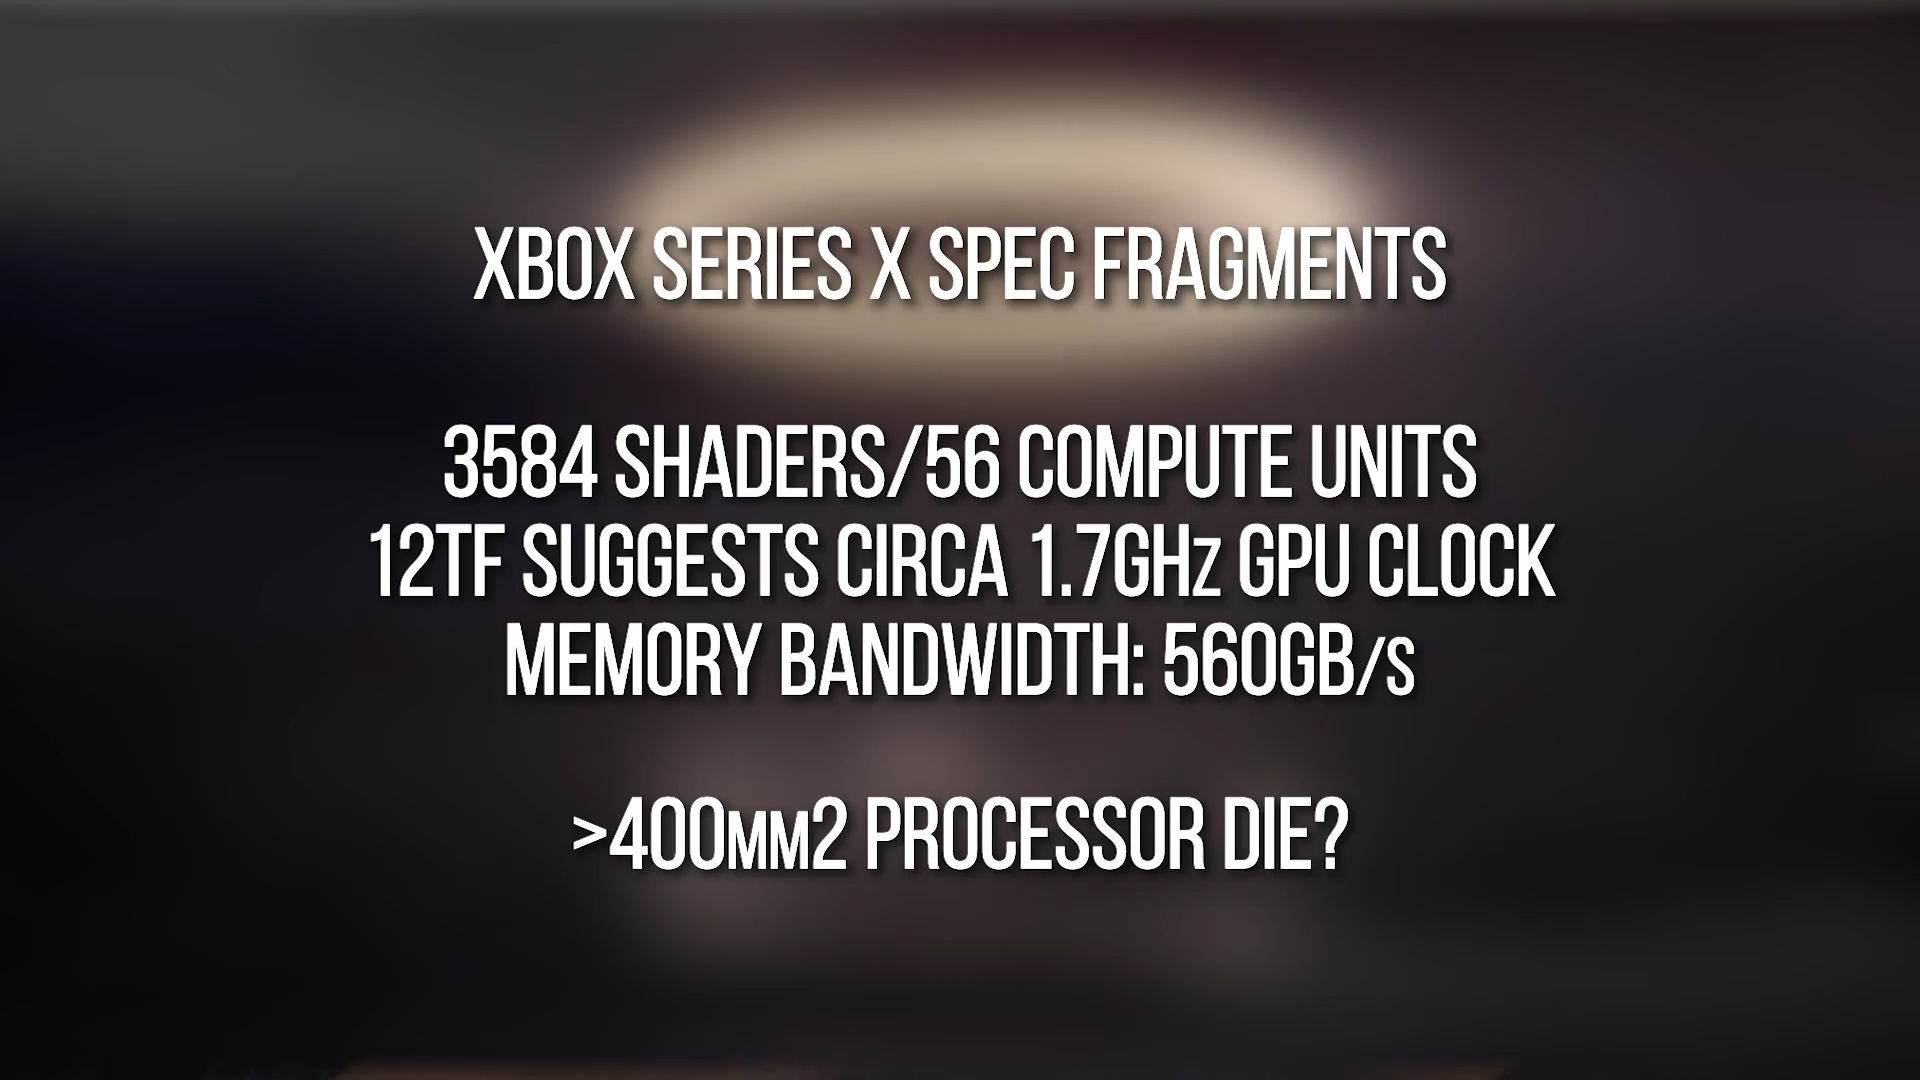 XBOX SERIES X SPEC FRAGMENTS
3584 SHADERS/56 COMPUTE UNITS
12TF SUGGESTS CIRCA 1.7GHz GPU CLOCK
MEMORY BANDWIDTH: 560GB/s
>400mm2 PROCESSOR DIE?